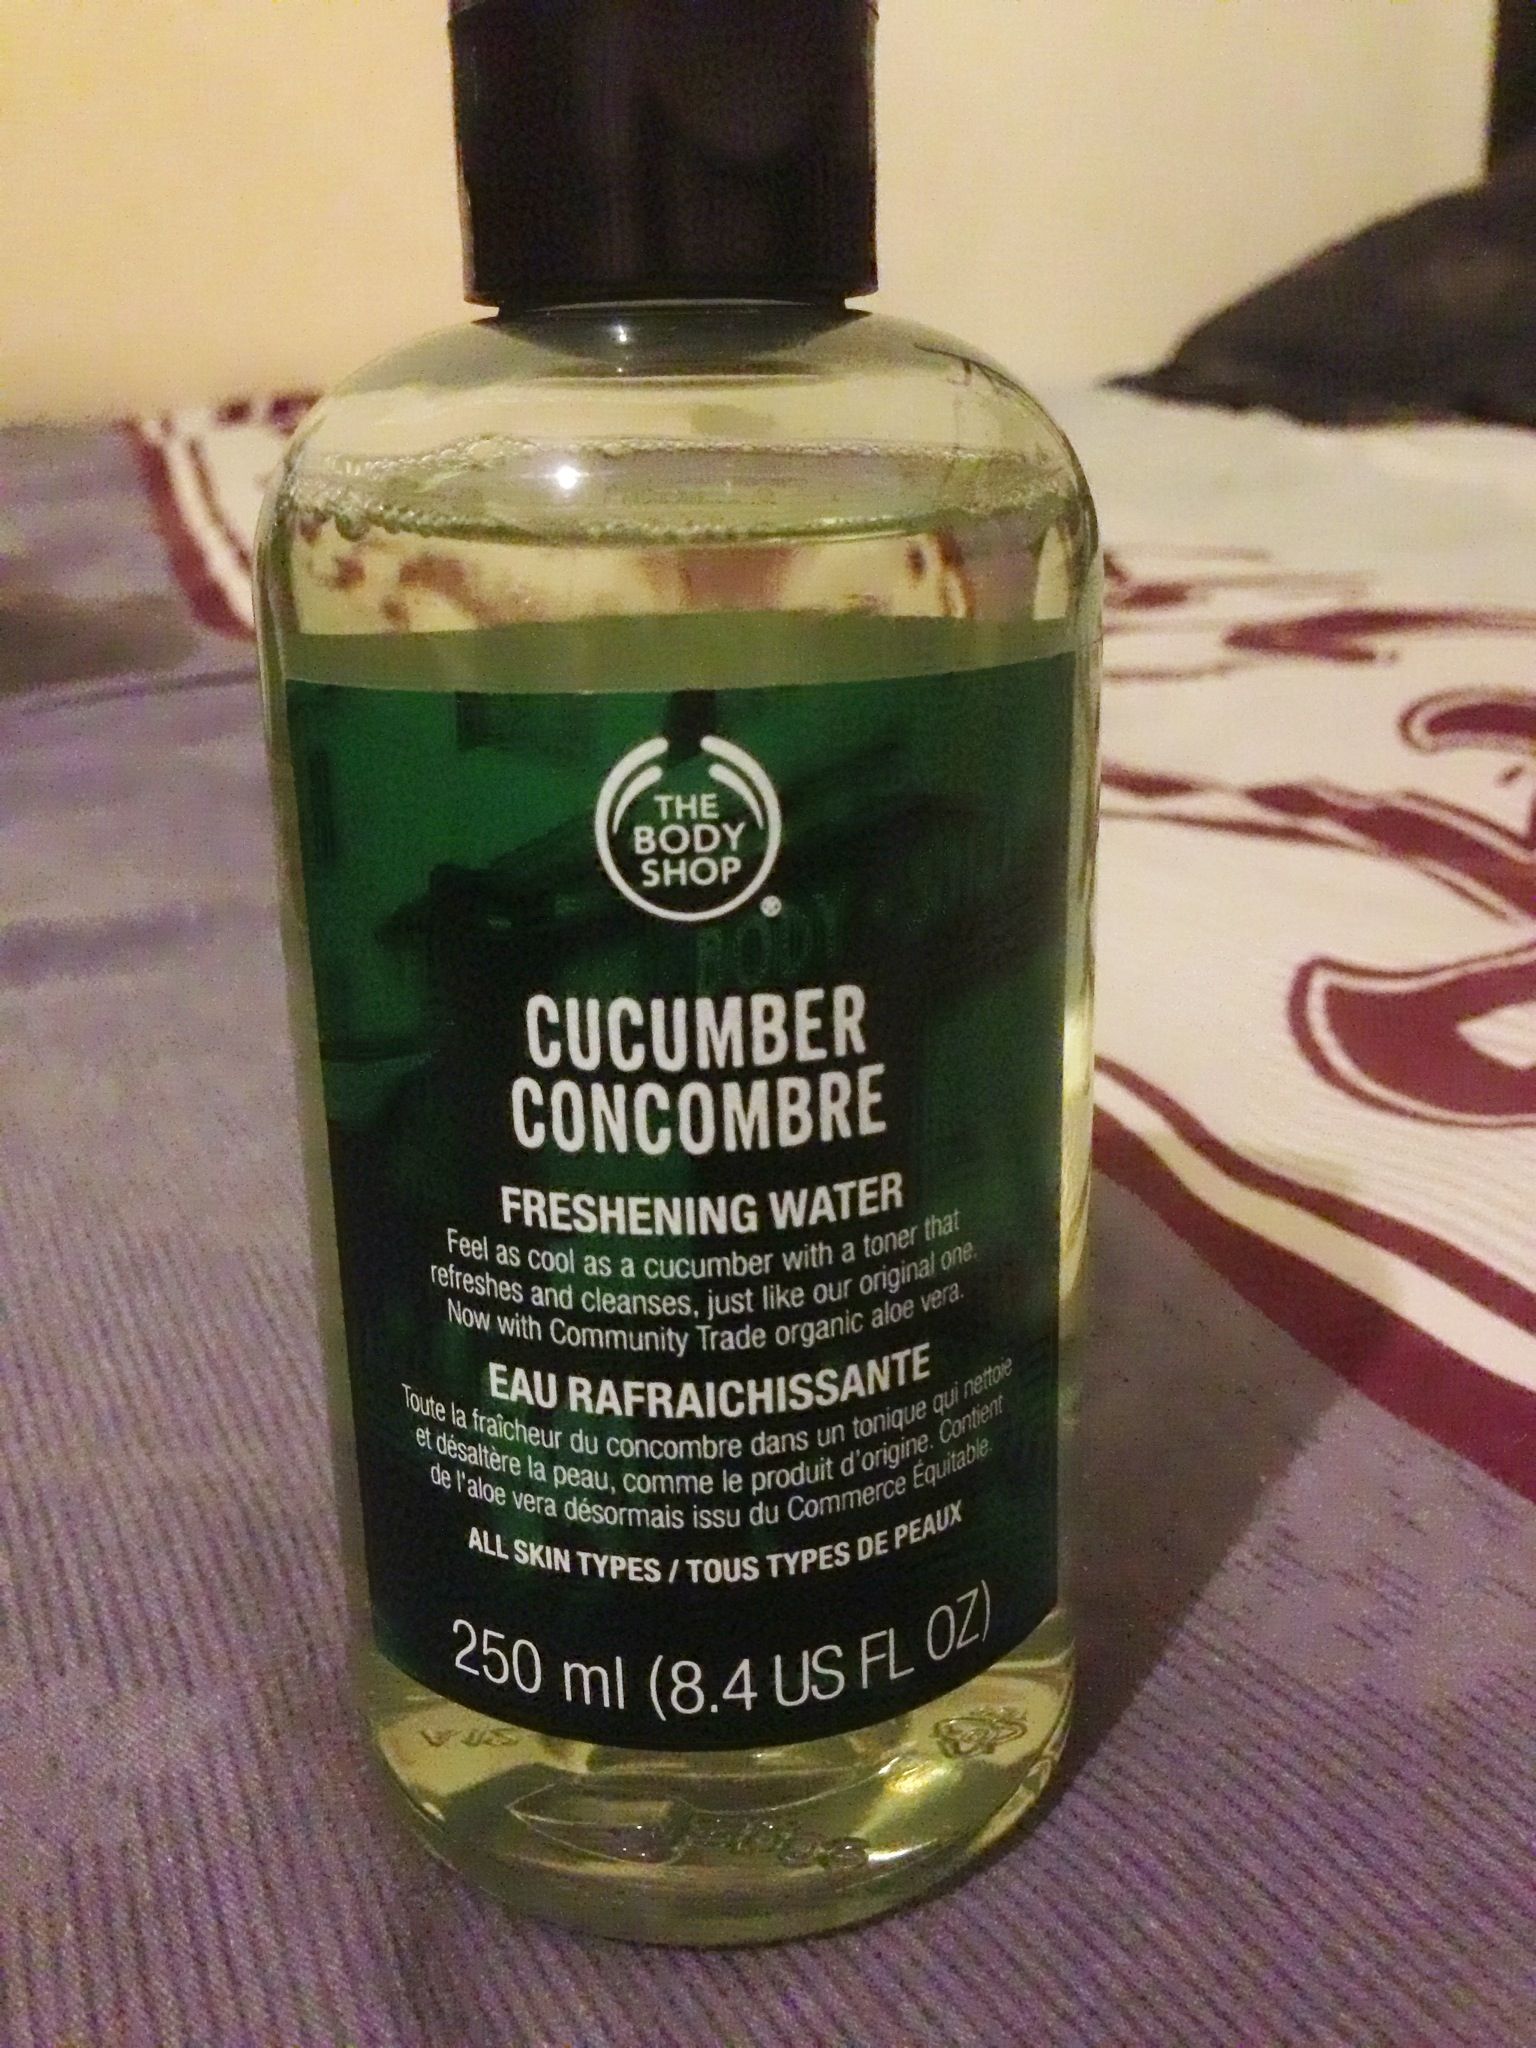 THE
BODY
SHOP
®
CUCUMBER
CONCOMBRE
FRESHENING WATER
Feel as cool as a cucumber with a toner that
refreshes and cleanses, just like our original one.
Now with Community Trade organic aloe vera.
EAU RAFRAICHISSANTE
Toute la fraîcheur du concombre dans un tonique qui nettoie
et désaltère la peau, comme le produit d'origine. Contient
de l'aloe vera désormais issu du Commerce Équitable.
ALL SKIN TYPES / TOUS TYPES DE PEAUX
250 ml (8.4 US FL OZ)